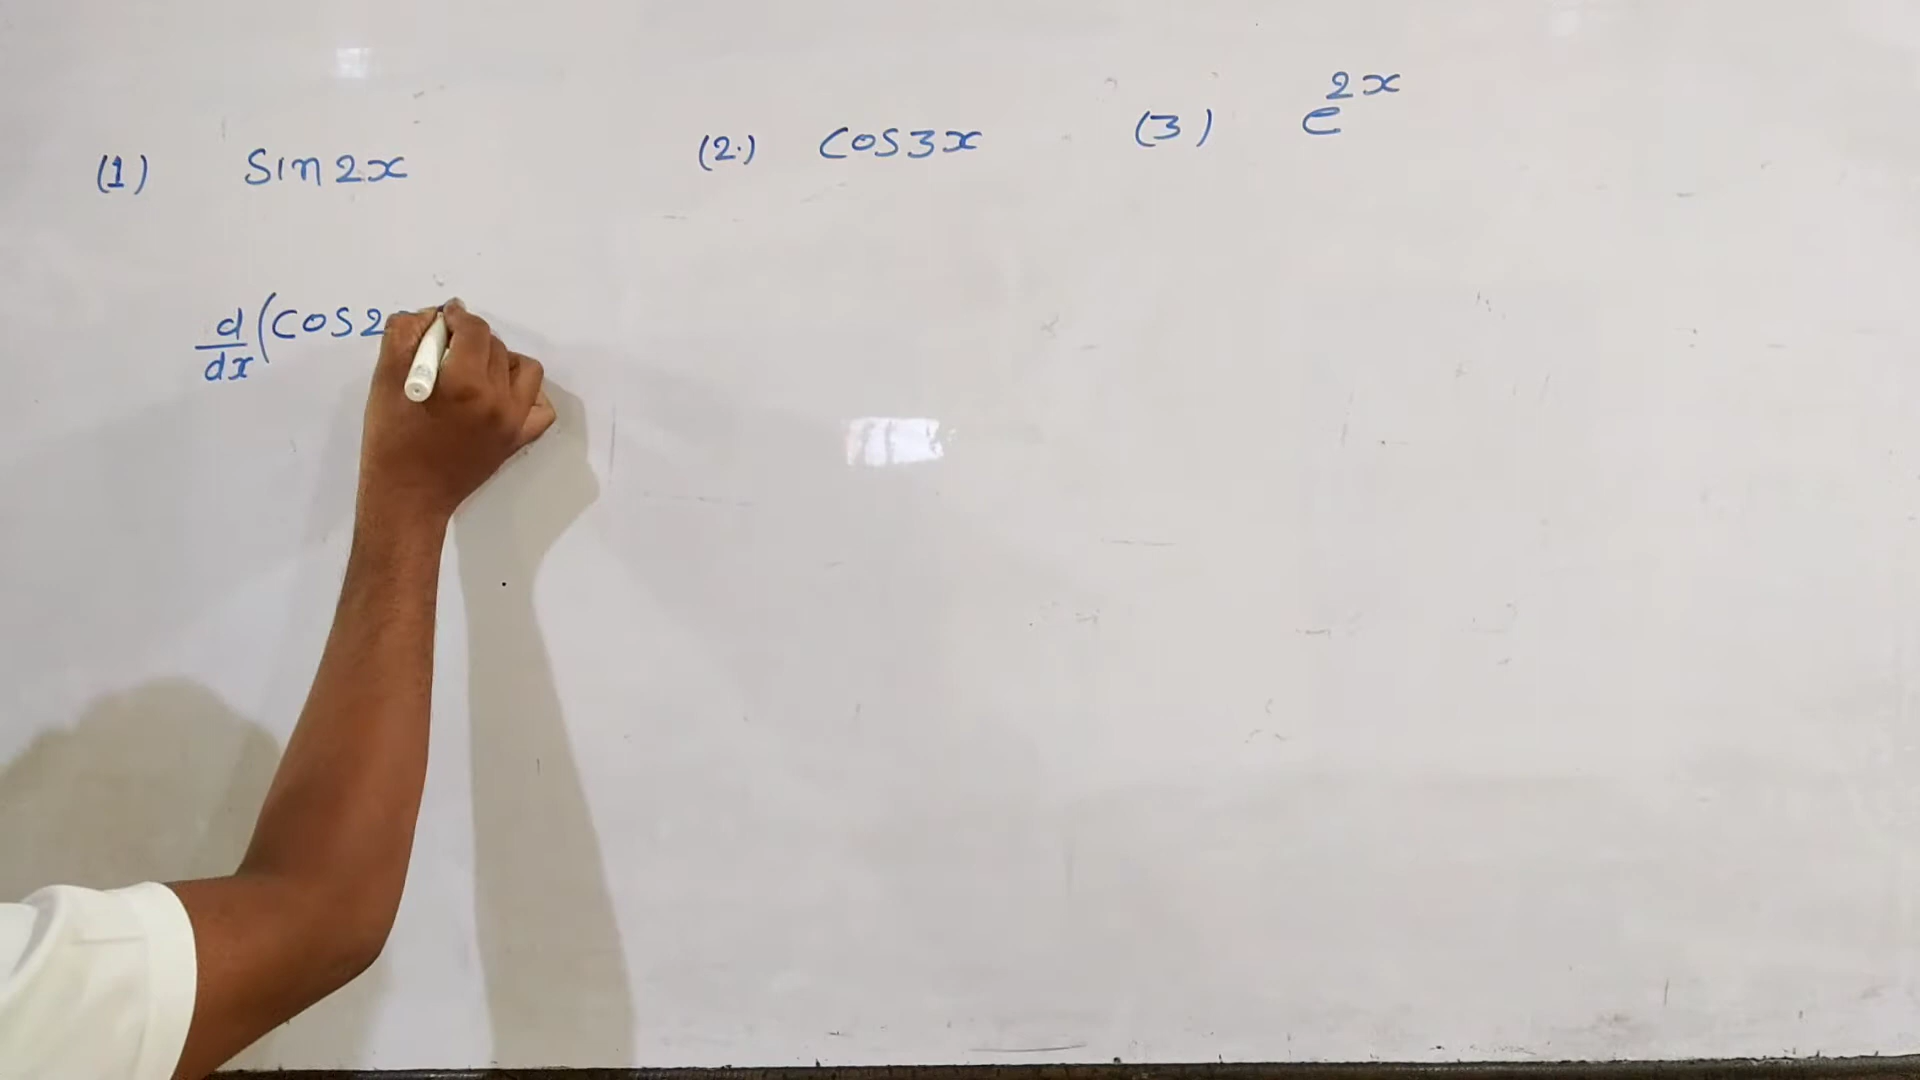 (1) Sin2x (2.) Cos3x (3) e^2x
d/dx (Cos2